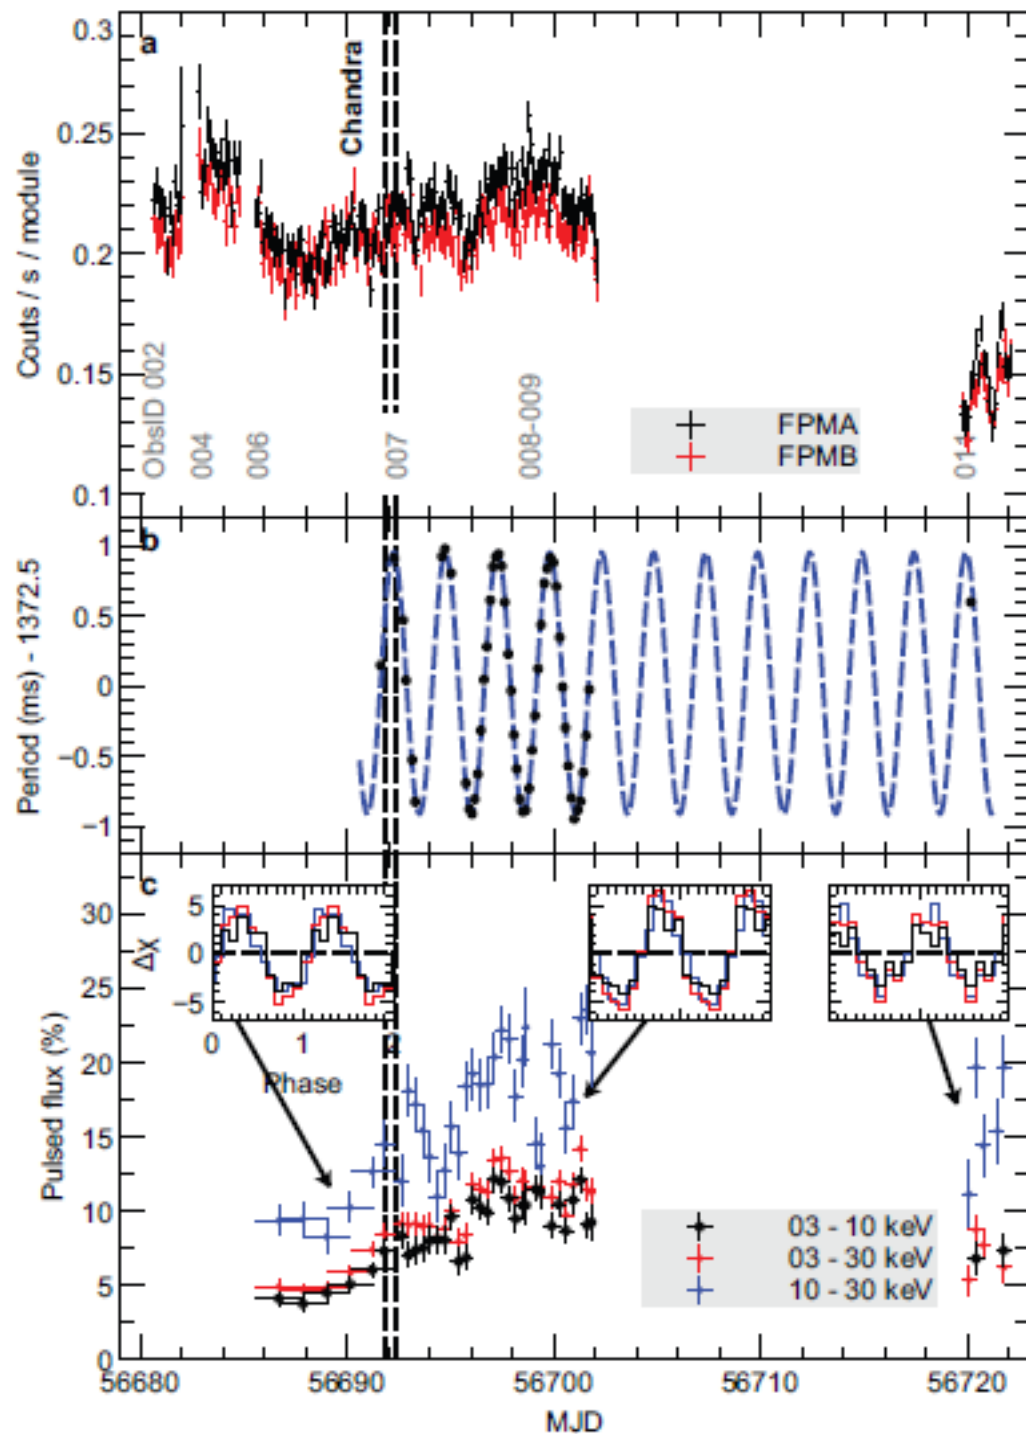 a
0.3
0.25
0.2
0.15
0.1
Couts / s / module
Chandra
ObsID 002
004
006
007
008-009
011
FPMA
FPMB
b
1
0.5
0
−0.5
−1
Period (ms) - 1372.5
c
30
25
20
15
10
5
0
Pulsed flux (%)
5
0
−5
Δχ
0 1 2
Phase
03 - 10 keV
03 - 30 keV
10 - 30 keV
56680 56690 56700 56710 56720
MJD